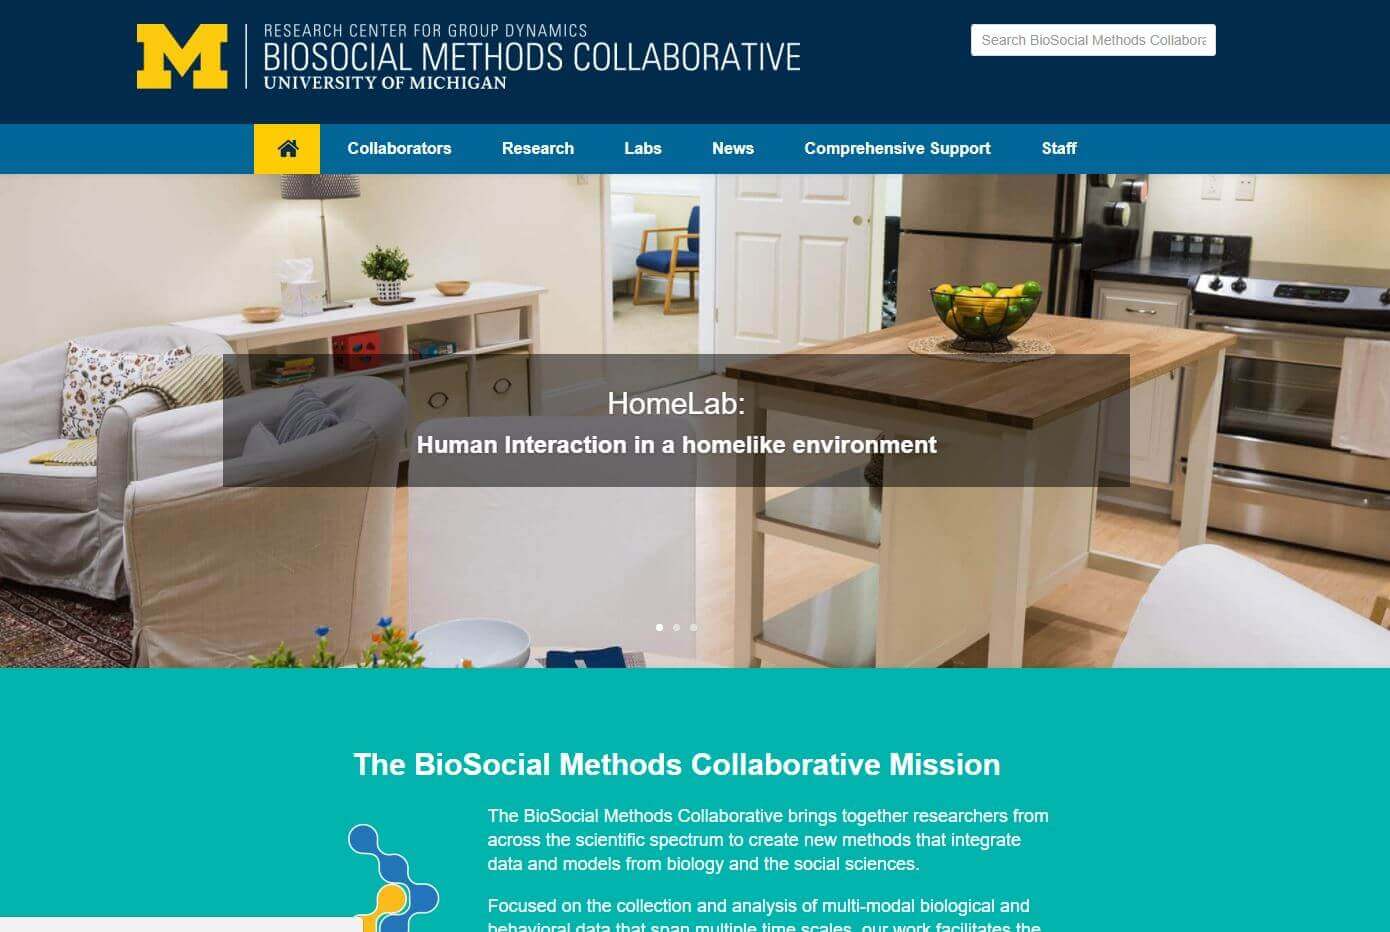 RESEARCH CENTER FOR GROUP DYNAMICS
BIOSOCIAL METHODS COLLABORATIVE
UNIVERSITY OF MICHIGAN
Search BioSocial Methods Collabora
Collaborators
Research
Labs
News
Comprehensive Support
Staff
HomeLab:
Human Interaction in a homelike environment
The BioSocial Methods Collaborative Mission
The BioSocial Methods Collaborative brings together researchers from
across the scientific spectrum to create new methods that integrate
data and models from biology and the social sciences.
Focused on the collection and analysis of multi-modal biological and
behavioral data that span multiple time scales, our work facilitates the